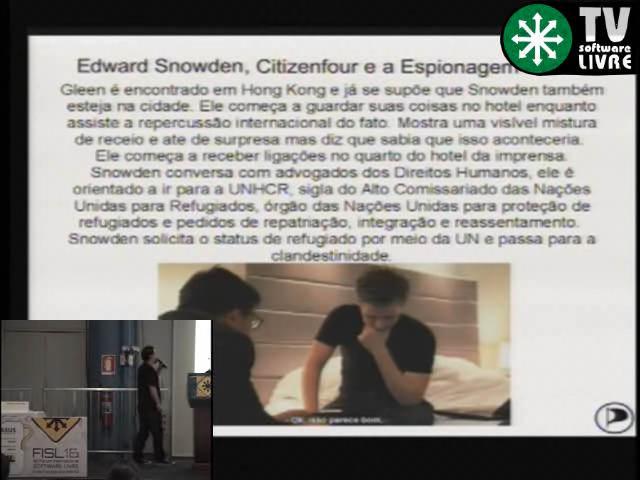 TV
software
LIVRE
Edward Snowden, Citizenfour e a Espionagem
Gleen é encontrado em Hong Kong e já se supõe que Snowden também
esteja na cidade. Ele começa a guardar suas coisas no hotel enquanto
assiste a repercussão internacional do fato. Mostra uma visível mistura
de receio e ate de surpresa mas diz que sabia que isso aconteceria.
Ele começa a receber ligações no quarto do hotel da imprensa.
Snowden conversa com advogados dos Direitos Humanos, ele é
orientado a ir para a UNHCR, sigla do Alto Comissariado das Nações
Unidas para Refugiados, órgão das Nações Unidas para proteção de
refugiados e pedidos de repatriação, integração e reassentamento.
Snowden solicita o status de refugiado por meio da UN e passa para a
clandestinidade.
- Ok, isso parece bom.
FISL16
SOFTWARE LIVRE